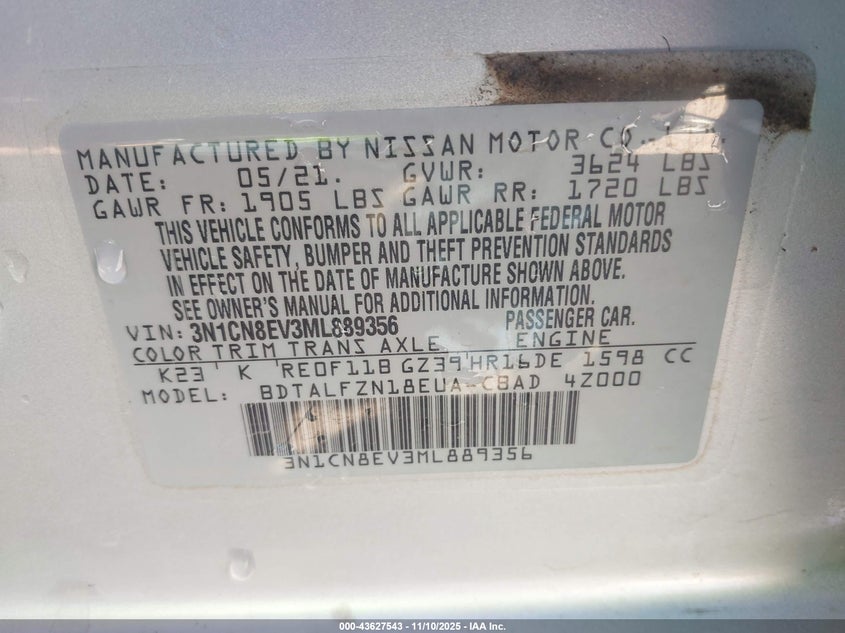 MANUFACTURED BY NISSAN MOTOR CO.
DATE: 05/21. GVWR: 3624 LBS
GAWR FR: 1905 LBS GAWR RR: 1720 LBS
THIS VEHICLE CONFORMS TO ALL APPLICABLE FEDERAL MOTOR
VEHICLE SAFETY, BUMPER AND THEFT PREVENTION STANDARDS
IN EFFECT ON THE DATE OF MANUFACTURE SHOWN ABOVE.
SEE OWNER'S MANUAL FOR ADDITIONAL INFORMATION.
VIN: 3N1CN8EV3ML889356 PASSENGER CAR.
COLOR TRIM TRANS AXLE ENGINE
K23 K RE0F11B GZ39 HR16DE 1598 CC
MODEL: BDTALFZN18EUA-CBAD 4Z000
3N1CN8EV3ML889356
000-43627543 — 11/10/2025 — IAA Inc.